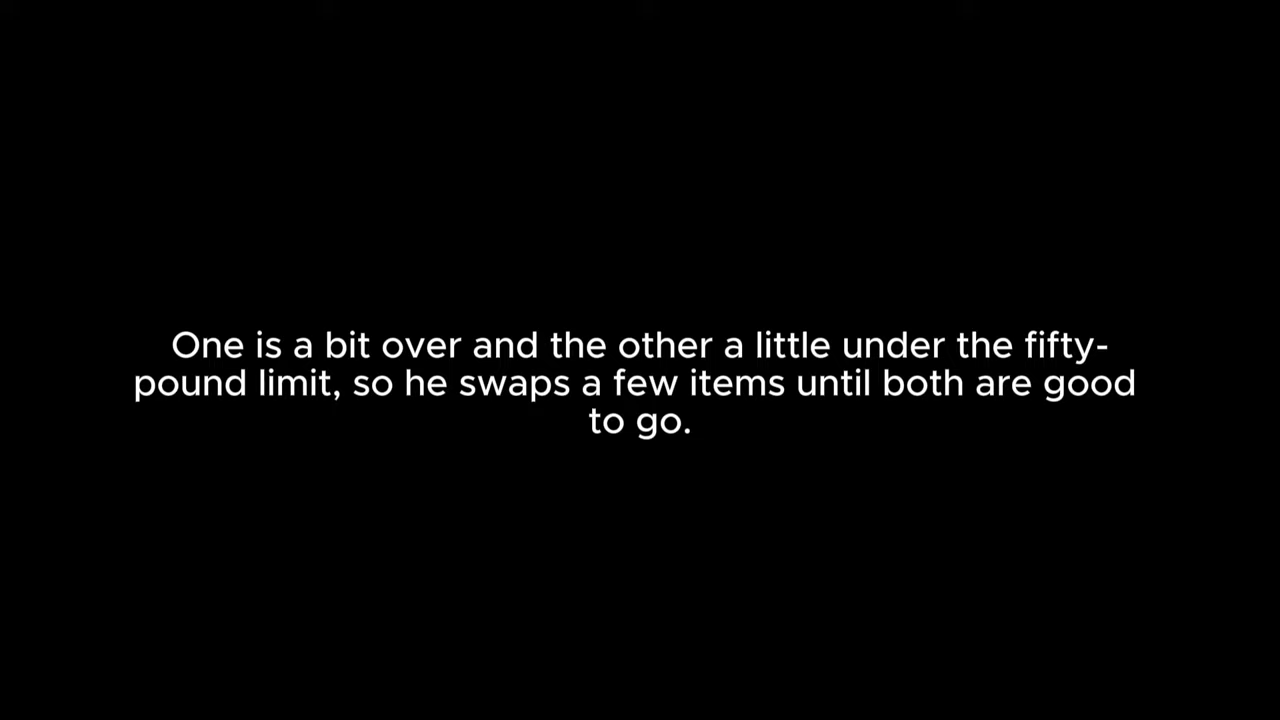 One is a bit over and the other a little under the fifty-
pound limit, so he swaps a few items until both are good
to go.